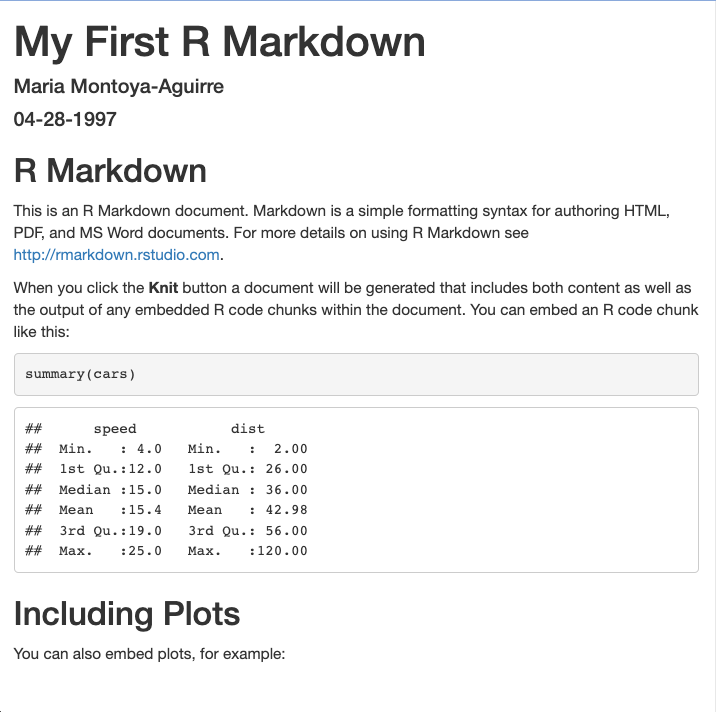 My First R Markdown
Maria Montoya-Aguirre
04-28-1997
R Markdown
This is an R Markdown document. Markdown is a simple formatting syntax for authoring HTML,
PDF, and MS Word documents. For more details on using R Markdown see
http://rmarkdown.rstudio.com.
When you click the Knit button a document will be generated that includes both content as well as
the output of any embedded R code chunks within the document. You can embed an R code chunk
like this:
summary(cars)
##      speed           dist
##  Min.   : 4.0   Min.   :  2.00
##  1st Qu.:12.0   1st Qu.: 26.00
##  Median :15.0   Median : 36.00
##  Mean   :15.4   Mean   : 42.98
##  3rd Qu.:19.0   3rd Qu.: 56.00
##  Max.   :25.0   Max.   :120.00
Including Plots
You can also embed plots, for example: